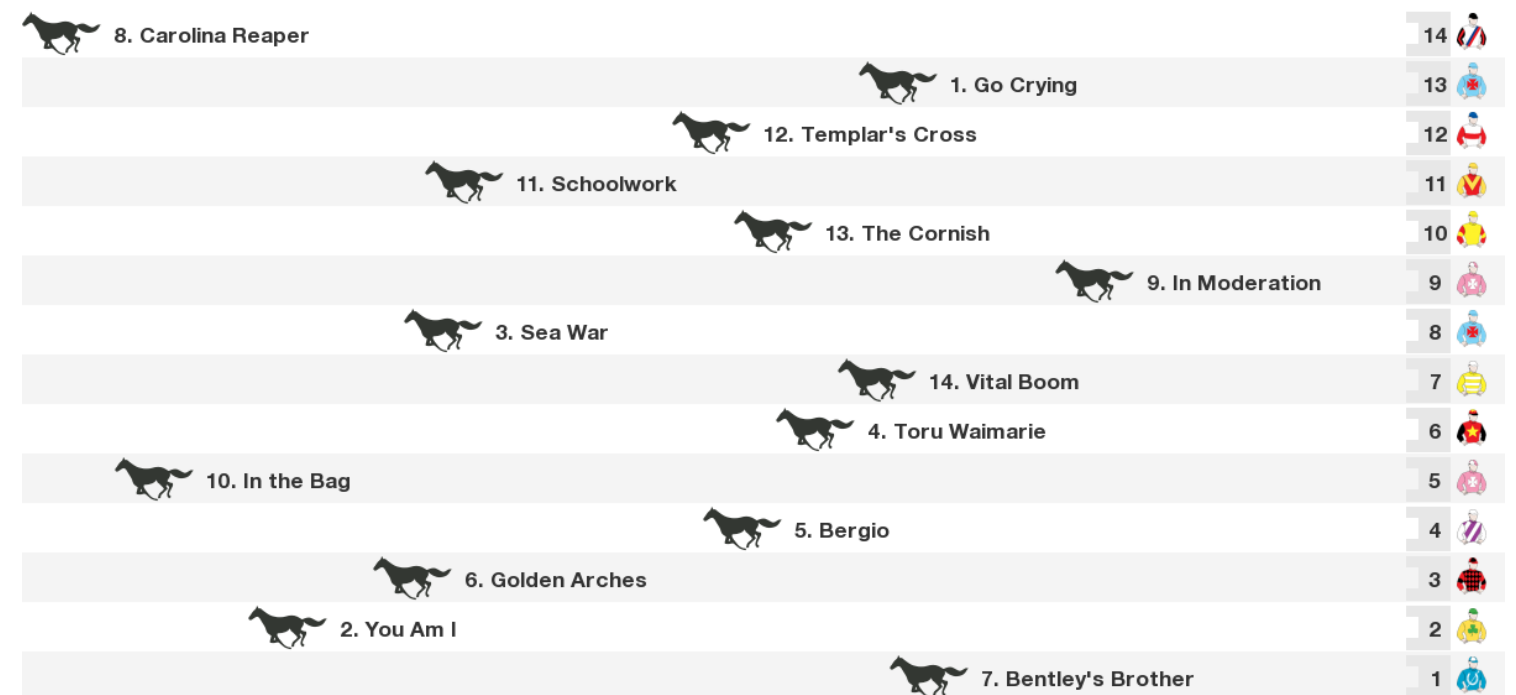 8. Carolina Reaper 14
1. Go Crying 13
12. Templar's Cross 12
11. Schoolwork 11
13. The Cornish 10
9. In Moderation 9
3. Sea War 8
14. Vital Boom 7
4. Toru Waimarie 6
10. In the Bag 5
5. Bergio 4
6. Golden Arches 3
2. You Am I 2
7. Bentley's Brother 1